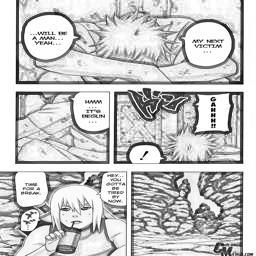 MY NEXT
VICTIM
...WILL BE
A MAN...
YEAH...
GAHHH!!
HMM
...
...IT'S
BEGUN
!
HEY...
YOU
GOTTA BE
TIRED
BY NOW.
TIME FOR
A BREAK.